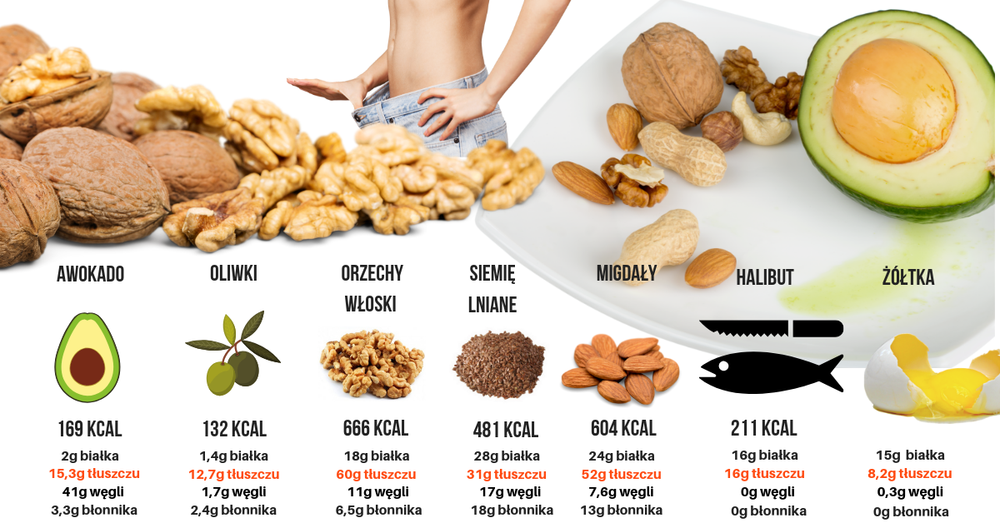 AWOKADO
169 KCAL
2g białka
15,3g tłuszczu
41g węgli
3,3g błonnika
OLIWKI
132 KCAL
1,4g białka
12,7g tłuszczu
1,7g węgli
2,4g błonnika
ORZECHY
WŁOSKI
666 KCAL
18g białka
60g tłuszczu
11g węgli
6,5g błonnika
SIEMIĘ
LNIANE
481 KCAL
28g białka
31g tłuszczu
17g węgli
18g błonnika
MIGDAŁY
604 KCAL
24g białka
52g tłuszczu
7,6g węgli
13g błonnika
HALIBUT
211 KCAL
16g białka
16g tłuszczu
0g węgli
0g błonnika
ŻÓŁTKA
15g białka
8,2g tłuszczu
0,3g węgli
0g błonnika